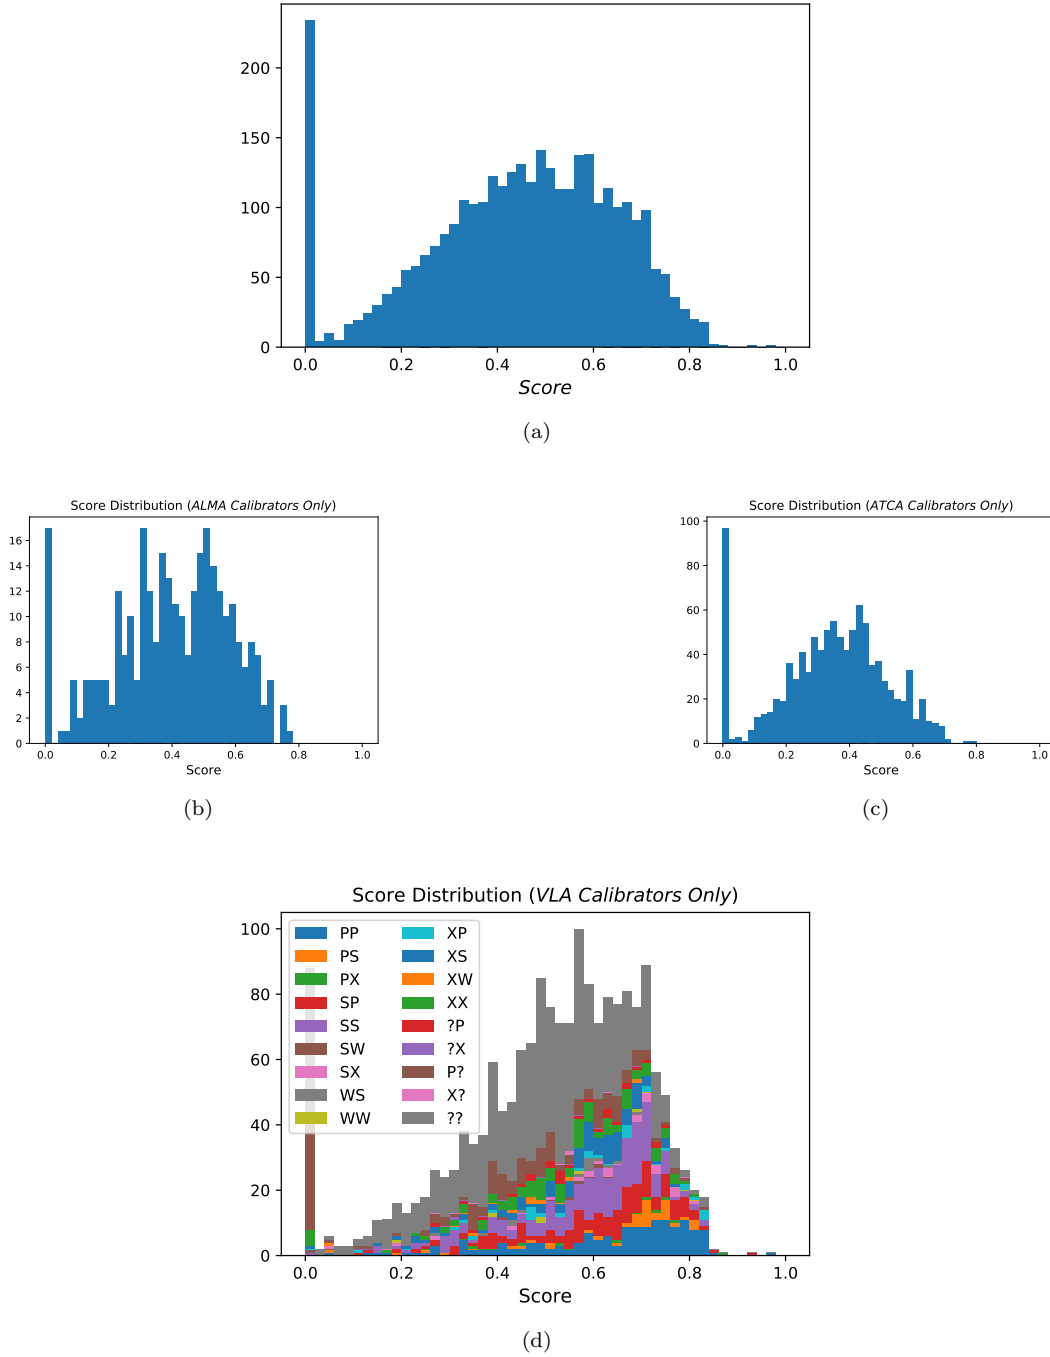 200
150
100
50
0
0.0 0.2 0.4 0.6 0.8 1.0
Score
(a)
Score Distribution (ALMA Calibrators Only)
16
14
12
10
8
6
4
2
0
0.0 0.2 0.4 0.6 0.8 1.0
Score
(b)
Score Distribution (ATCA Calibrators Only)
100
80
60
40
20
0
0.0 0.2 0.4 0.6 0.8 1.0
Score
(c)
Score Distribution (VLA Calibrators Only)
100
80
60
40
20
0
PP XP
PS XS
PX XW
SP XX
SS ?P
SW ?X
SX P?
WS X?
WW ??
0.0 0.2 0.4 0.6 0.8 1.0
Score
(d)